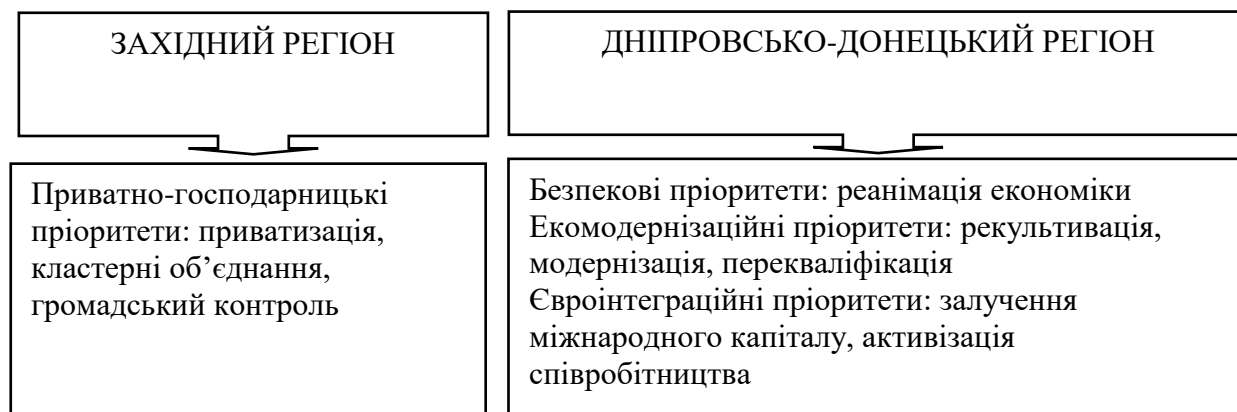 ЗАХІДНИЙ РЕГІОН
ДНІПРОВСЬКО-ДОНЕЦЬКИЙ РЕГІОН
Приватно-господарницькі
пріоритети: приватизація,
кластерні об’єднання,
громадський контроль
Безпекові пріоритети: реанімація економіки
Екомодернізаційні пріоритети: рекультивація,
модернізація, перекваліфікація
Євроінтеграційні пріоритети: залучення
міжнародного капіталу, активізація
співробітництва